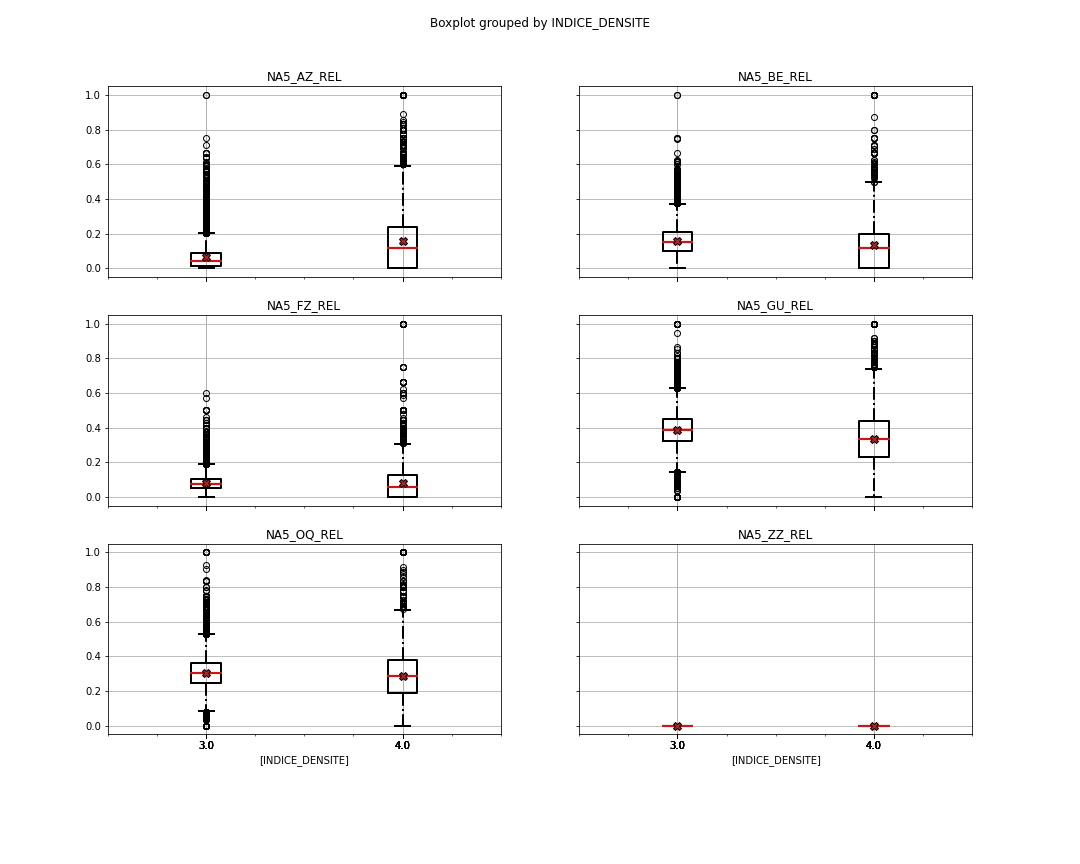 Boxplot grouped by INDICE_DENSITE
NA5_AZ_REL
NA5_BE_REL
1.0
0.8
0.6
0.4
0.2
0.0
NA5_FZ_REL
NA5_GU_REL
1.0
0.8
0.6
0.4
0.2
0.0
NA5_OQ_REL
NA5_ZZ_REL
1.0
0.8
0.6
0.4
0.2
0.0
3.0 4.0 3.0 4.0
[INDICE_DENSITE] [INDICE_DENSITE]